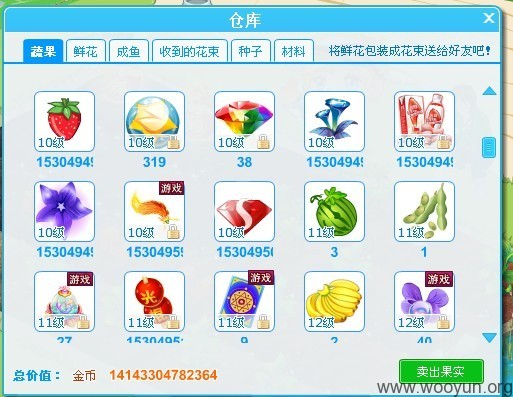 仓库
蔬果 鲜花 成鱼 收到的花束 种子 材料 将鲜花包装成花束送给好友吧!
10级 10级 10级 10级 10级
15304949 319 38 15304949 15304949
游戏
10级 10级 10级 11级 11级
15304949 15304955 15304950 3 1
游戏 游戏 游戏
11级 11级 11级 12级 12级
27 1530495 9 2 40
总价值: 金币 14143304782364 卖出果实
www.wooyun.org